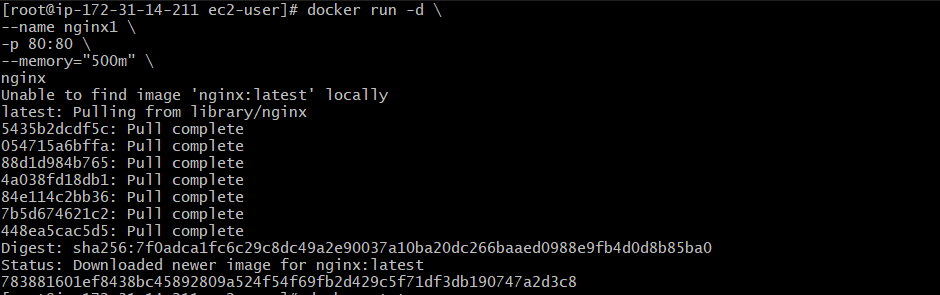 [root@ip-172-31-14-211 ec2-user]# docker run -d \
--name nginx1 \
-p 80:80 \
--memory="500m" \
nginx
Unable to find image 'nginx:latest' locally
latest: Pulling from library/nginx
5435b2dcdf5c: Pull complete
054715a6bffa: Pull complete
88d1d984b765: Pull complete
4a038fd18db1: Pull complete
84e114c2bb36: Pull complete
7b5d674621c2: Pull complete
448ea5cac5d5: Pull complete
Digest: sha256:7f0adca1fc6c29c8dc49a2e90037a10ba20dc266baaed0988e9fb4d0d8b85ba0
Status: Downloaded newer image for nginx:latest
783881601ef8438bc45892809a524f54f69fb2d429c5f71df3db190747a2d3c8